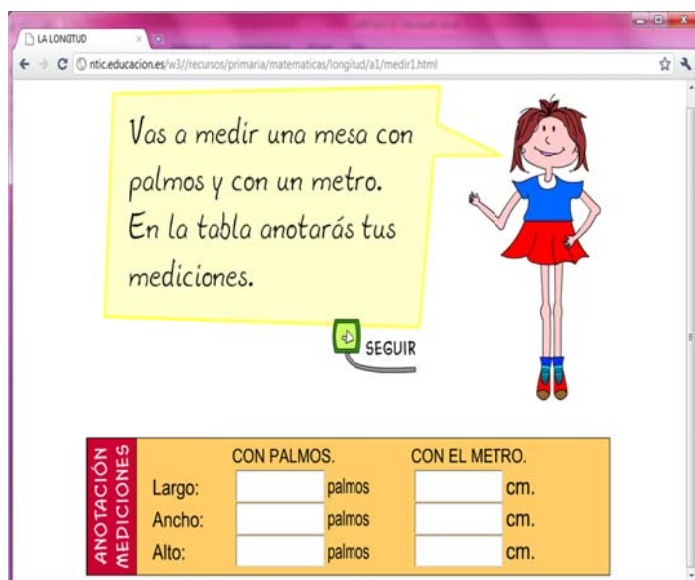 LA LONGITUD
ntic.educacion.es/w3//recursos/primaria/matematicas/longitud/a1/medir1.html
Vas a medir una mesa con
palmos y con un metro.
En la tabla anotarás tus
mediciones.
SEGUIR
ANOTACIÓN
MEDICIONES
CON PALMOS. CON EL METRO.
Largo: palmos cm.
Ancho: palmos cm.
Alto: palmos cm.